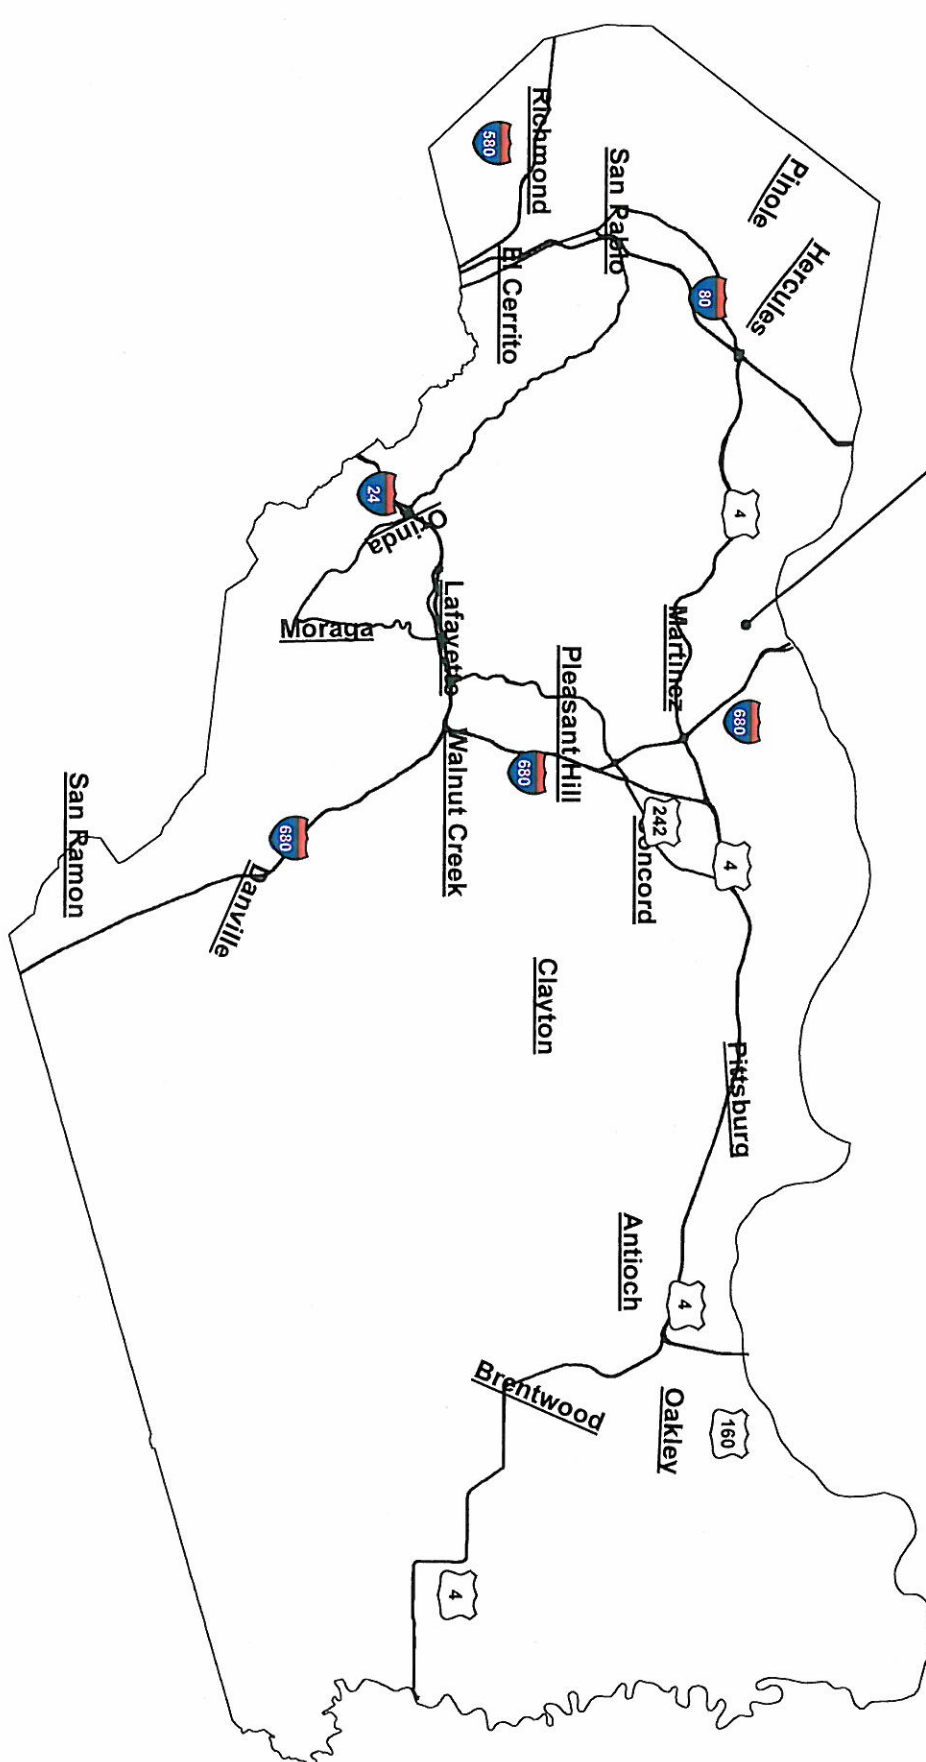 Pinole
Hercules
Richmond
San Pablo
El Cerrito
580
80
4
24
Orinda
Moraga
Lafayette
Martinez
Pleasant Hill
680
680
Walnut Creek
242
Concord
4
680
Danville
San Ramon
Clayton
Pittsburg
Antioch
4
Oakley
160
Brentwood
4